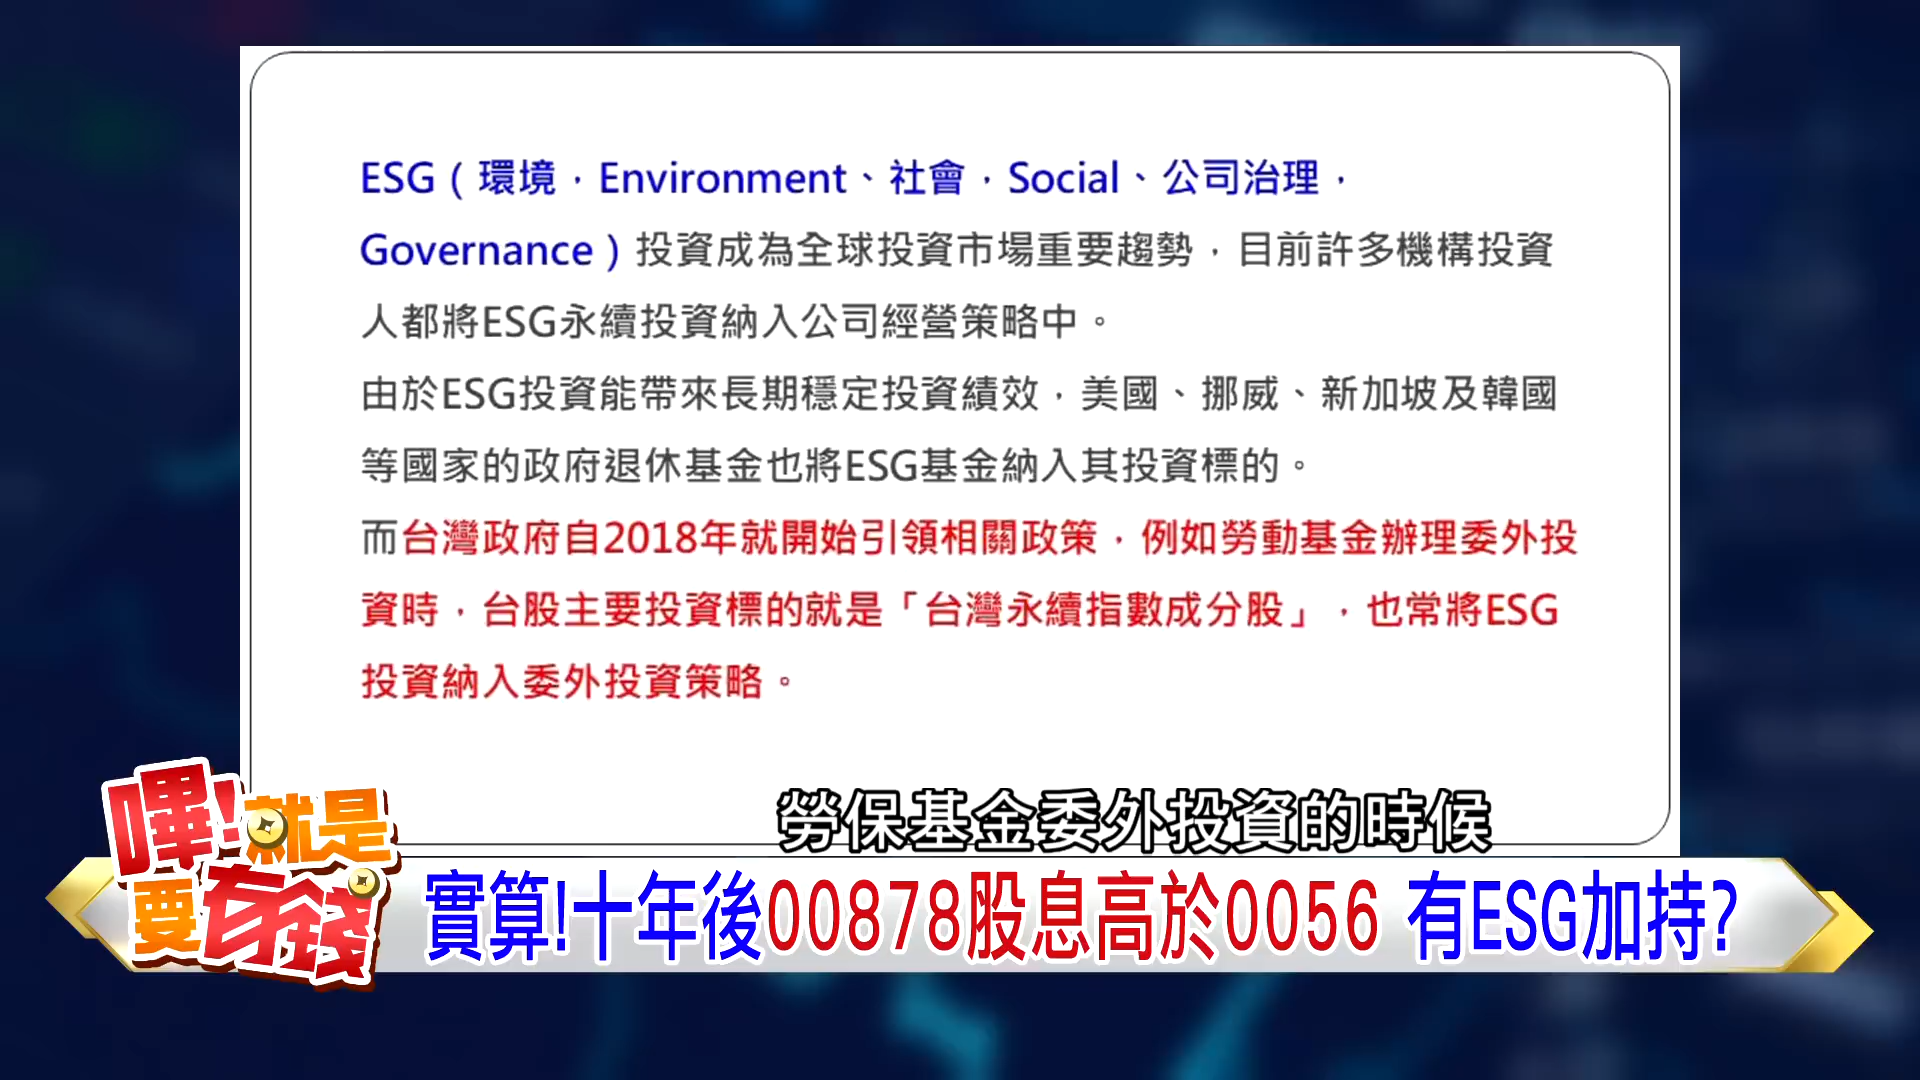 ESG（環境，Environment、社會，Social、公司治理，
Governance）投資成為全球投資市場重要趨勢，目前許多機構投資
人都將ESG永續投資納入公司經營策略中。
由於ESG投資能帶來長期穩定投資績效，美國、挪威、新加坡及韓國
等國家的政府退休基金也將ESG基金納入其投資標的。
而台灣政府自2018年就開始引領相關政策，例如勞動基金辦理委外投
資時，台股主要投資標的就是「台灣永續指數成分股」，也常將ESG
投資納入委外投資策略。
勞保基金委外投資的時候
嗶!就是
要有錢
實算!十年後00878股息高於0056 有ESG加持?